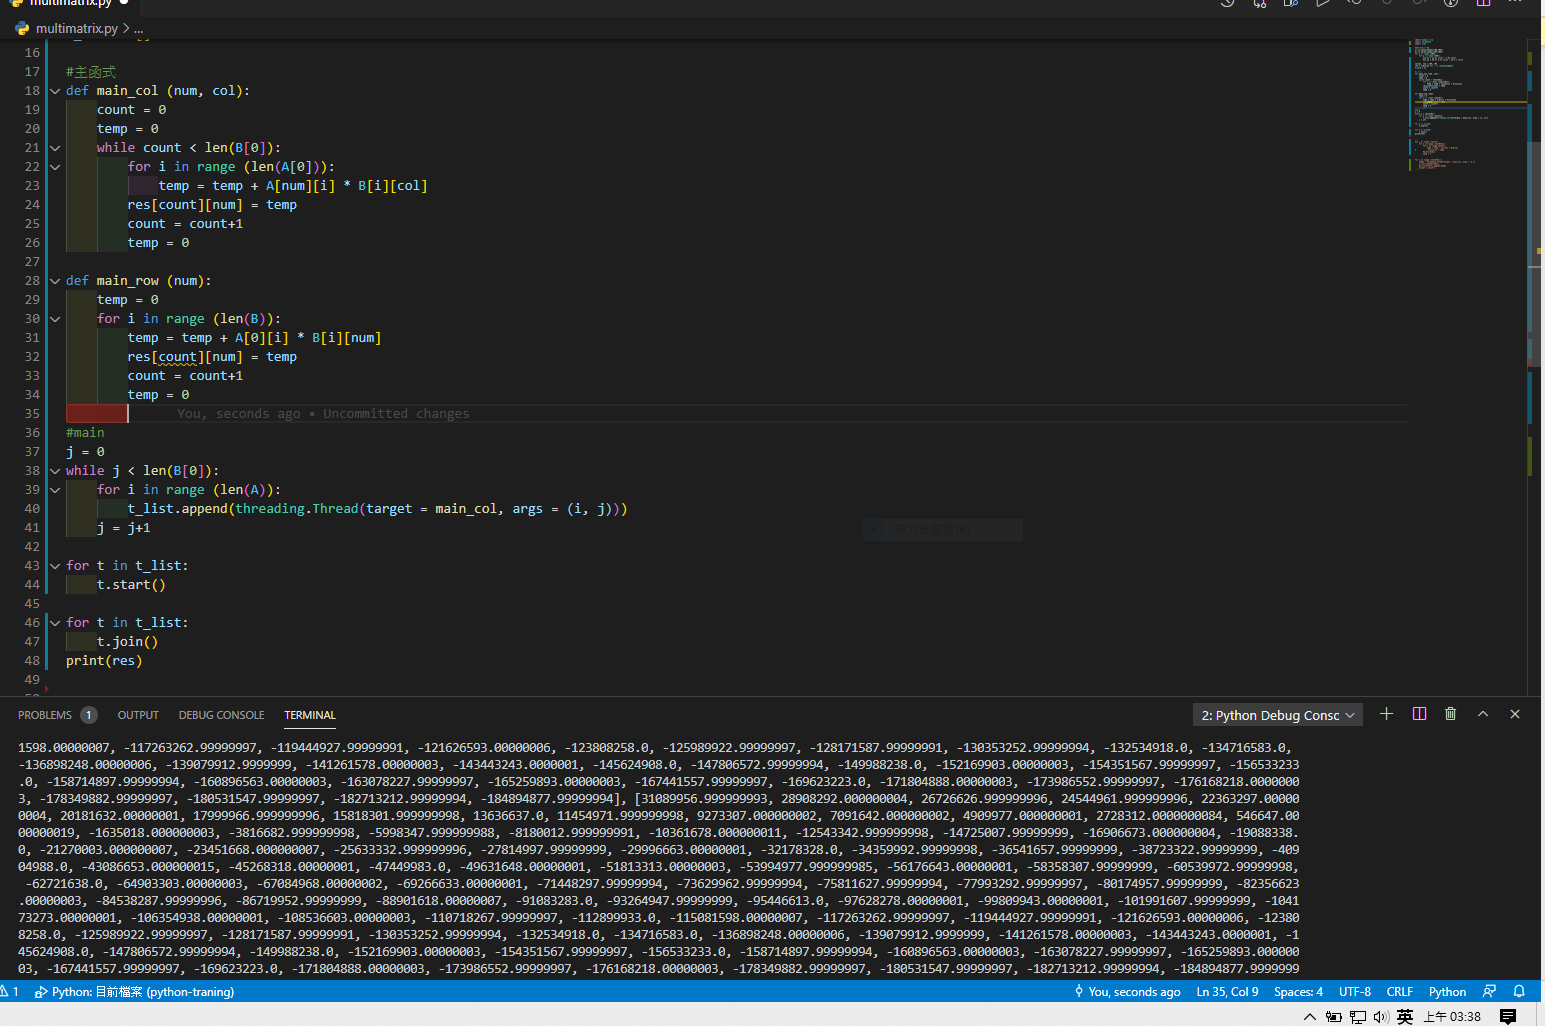 multimatrix.py
multimatrix.py > ...
16
17 #主函式
18 def main_col (num, col):
19     count = 0
20     temp = 0
21     while count < len(B[0]):
22         for i in range (len(A[0])):
23             temp = temp + A[num][i] * B[i][col]
24         res[count][num] = temp
25         count = count+1
26         temp = 0
27
28 def main_row (num):
29     temp = 0
30     for i in range (len(B)):
31         temp = temp + A[0][i] * B[i][num]
32         res[count][num] = temp
33         count = count+1
34         temp = 0
35 You, seconds ago • Uncommitted changes
36 #main
37 j = 0
38 while j < len(B[0]):
39     for i in range (len(A)):
40         t_list.append(threading.Thread(target = main_col, args = (i, j)))
41     j = j+1
42
43 for t in t_list:
44     t.start()
45
46 for t in t_list:
47     t.join()
48 print(res)
49
PROBLEMS 1 OUTPUT DEBUG CONSOLE TERMINAL 2: Python Debug Consc
1598.00000007, -117263262.99999997, -119444927.99999991, -121626593.00000006, -123808258.0, -125989922.99999997, -128171587.99999991, -130353252.99999994, -132534918.0, -134716583.0,
-136898248.00000006, -139079912.9999999, -141261578.00000003, -143443243.0000001, -145624908.0, -147806572.99999994, -149988238.0, -152169903.00000003, -154351567.99999997, -156533233
.0, -158714897.99999994, -160896563.00000003, -163078227.99999997, -165259893.00000003, -167441557.99999997, -169623223.0, -171804888.00000003, -173986552.99999997, -176168218.0000000
3, -178349882.99999997, -180531547.99999997, -182713212.99999994, -184894877.99999994], [31089956.999999993, 28908292.000000004, 26726626.999999996, 24544961.999999996, 22363297.00000
0004, 20181632.00000001, 17999966.999999996, 15818301.999999998, 13636637.0, 11454971.999999998, 9273307.000000002, 7091642.000000002, 4909977.000000001, 2728312.0000000084, 546647.00
00000019, -1635018.000000003, -3816682.999999998, -5998347.999999988, -8180012.999999991, -10361678.000000011, -12543342.999999998, -14725007.99999999, -16906673.000000004, -19088338.
0, -21270003.000000007, -23451668.000000007, -25633332.999999996, -27814997.99999999, -29996663.00000001, -32178328.0, -34359992.99999998, -36541657.99999999, -38723322.99999999, -409
04988.0, -43086653.000000015, -45268318.00000001, -47449983.0, -49631648.00000001, -51813313.00000003, -53994977.999999985, -56176643.00000001, -58358307.99999999, -60539972.99999998,
-62721638.0, -64903303.00000003, -67084968.00000002, -69266633.00000001, -71448297.99999994, -73629962.99999994, -75811627.99999994, -77993292.99999997, -80174957.99999999, -82356623
.00000003, -84538287.99999996, -86719952.99999999, -88901618.00000007, -91083283.0, -93264947.99999999, -95446613.0, -97628278.00000001, -99809943.00000001, -101991607.99999999, -1041
73273.00000001, -106354938.00000001, -108536603.00000003, -110718267.99999997, -112899933.0, -115081598.00000007, -117263262.99999997, -119444927.99999991, -121626593.00000006, -12380
8258.0, -125989922.99999997, -128171587.99999991, -130353252.99999994, -132534918.0, -134716583.0, -136898248.00000006, -139079912.9999999, -141261578.00000003, -143443243.0000001, -1
45624908.0, -147806572.99999994, -149988238.0, -152169903.00000003, -154351567.99999997, -156533233.0, -158714897.99999994, -160896563.00000003, -163078227.99999997, -165259893.000000
03, -167441557.99999997, -169623223.0, -171804888.00000003, -173986552.99999997, -176168218.00000003, -178349882.99999997, -180531547.99999997, -182713212.99999994, -184894877.9999999
1 Python: 目前檔案 (python-traning) You, seconds ago Ln 35, Col 9 Spaces: 4 UTF-8 CRLF Python
英 上午 03:38